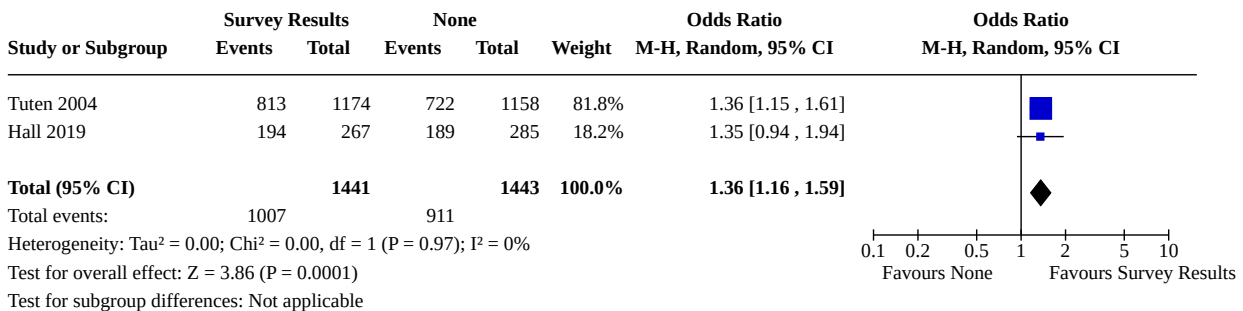 Survey Results None Odds Ratio Odds Ratio
Study or Subgroup Events Total Events Total Weight M-H, Random, 95% CI M-H, Random, 95% CI
Tuten 2004 813 1174 722 1158 81.8% 1.36 [1.15 , 1.61]
Hall 2019 194 267 189 285 18.2% 1.35 [0.94 , 1.94]
Total (95% CI) 1441 1443 100.0% 1.36 [1.16 , 1.59]
Total events: 1007 911
Heterogeneity: Tau² = 0.00; Chi² = 0.00, df = 1 (P = 0.97); I² = 0% 0.1 0.2 0.5 1 2 5 10
Test for overall effect: Z = 3.86 (P = 0.0001) Favours None Favours Survey Results
Test for subgroup differences: Not applicable